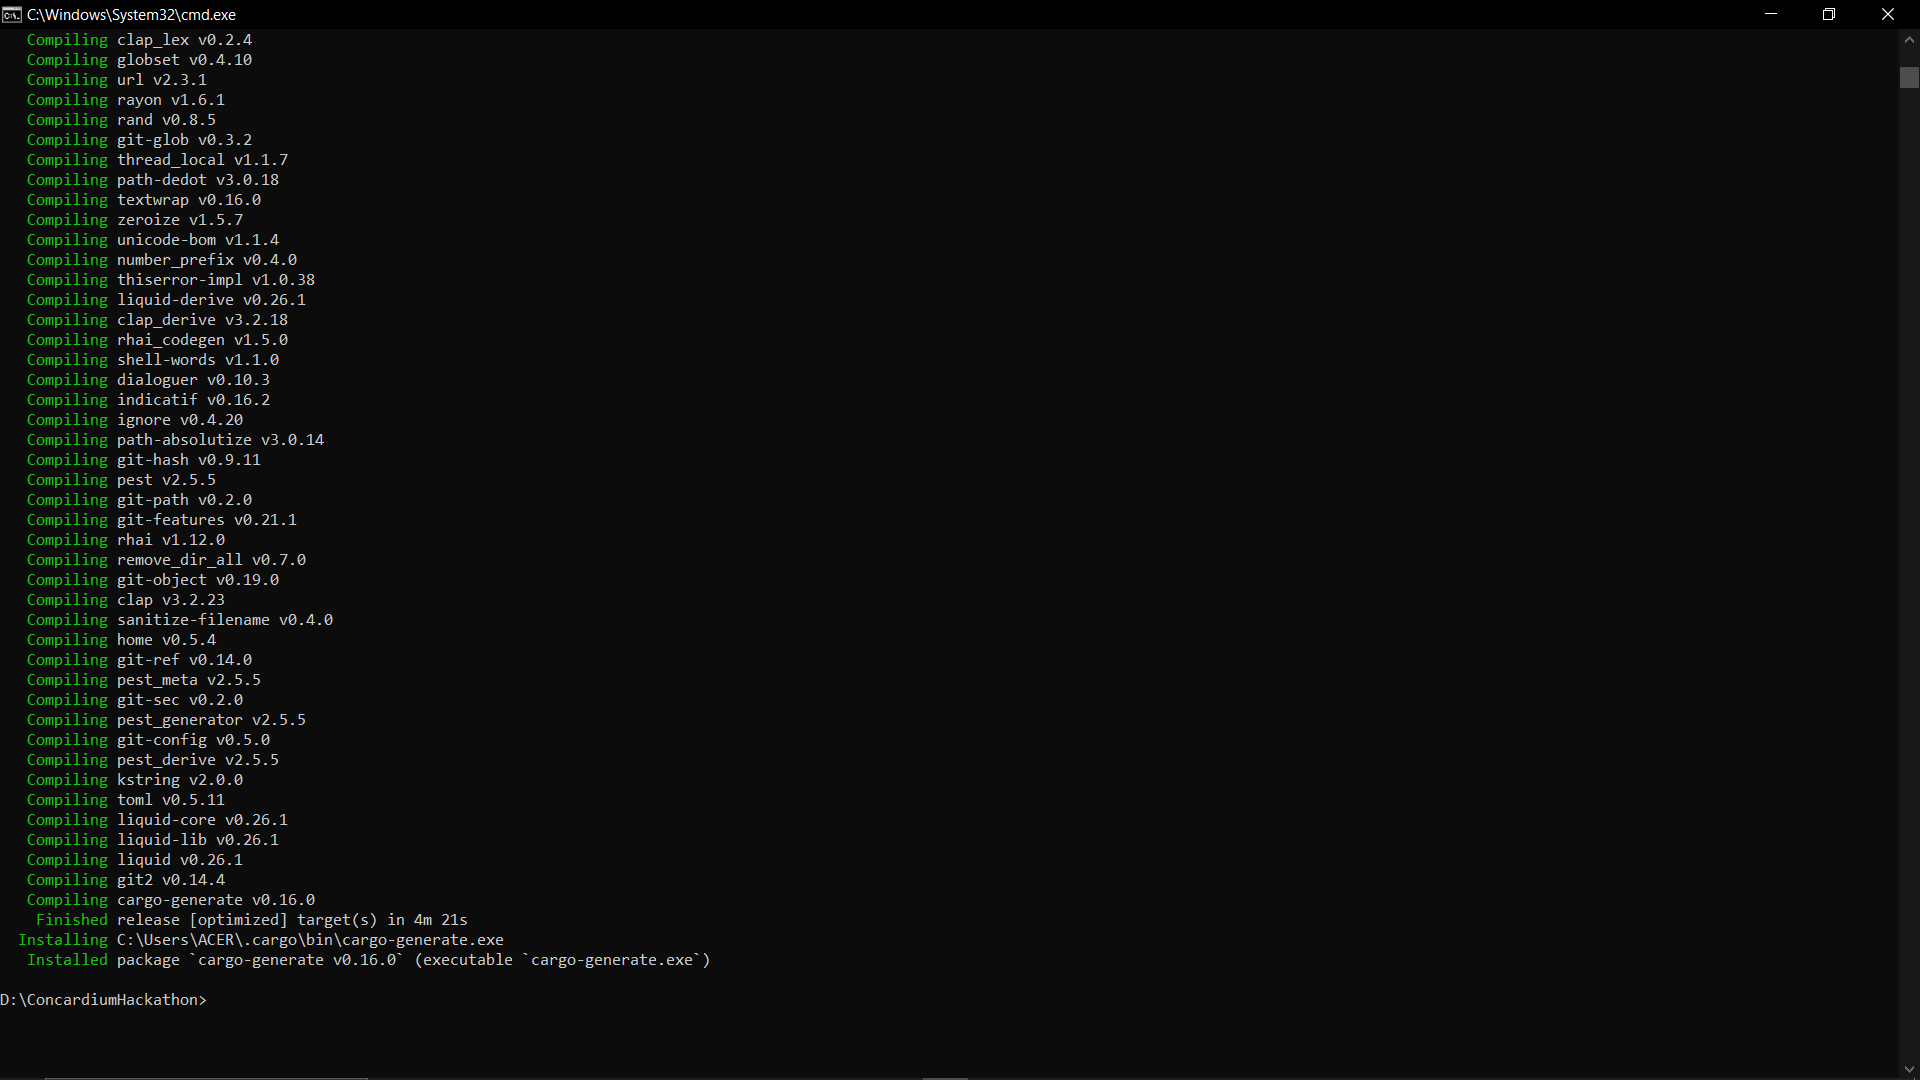 C:\Windows\System32\cmd.exe
Compiling clap_lex v0.2.4
Compiling globset v0.4.10
Compiling url v2.3.1
Compiling rayon v1.6.1
Compiling rand v0.8.5
Compiling git-glob v0.3.2
Compiling thread_local v1.1.7
Compiling path-dedot v3.0.18
Compiling textwrap v0.16.0
Compiling zeroize v1.5.7
Compiling unicode-bom v1.1.4
Compiling number_prefix v0.4.0
Compiling thiserror-impl v1.0.38
Compiling liquid-derive v0.26.1
Compiling clap_derive v3.2.18
Compiling rhai_codegen v1.5.0
Compiling shell-words v1.1.0
Compiling dialoguer v0.10.3
Compiling indicatif v0.16.2
Compiling ignore v0.4.20
Compiling path-absolutize v3.0.14
Compiling git-hash v0.9.11
Compiling pest v2.5.5
Compiling git-path v0.2.0
Compiling git-features v0.21.1
Compiling rhai v1.12.0
Compiling remove_dir_all v0.7.0
Compiling git-object v0.19.0
Compiling clap v3.2.23
Compiling sanitize-filename v0.4.0
Compiling home v0.5.4
Compiling git-ref v0.14.0
Compiling pest_meta v2.5.5
Compiling git-sec v0.2.0
Compiling pest_generator v2.5.5
Compiling git-config v0.5.0
Compiling pest_derive v2.5.5
Compiling kstring v2.0.0
Compiling toml v0.5.11
Compiling liquid-core v0.26.1
Compiling liquid-lib v0.26.1
Compiling liquid v0.26.1
Compiling git2 v0.14.4
Compiling cargo-generate v0.16.0
Finished release [optimized] target(s) in 4m 21s
Installing C:\Users\ACER\.cargo\bin\cargo-generate.exe
Installed package `cargo-generate v0.16.0` (executable `cargo-generate.exe`)
D:\ConcardiumHackathon>